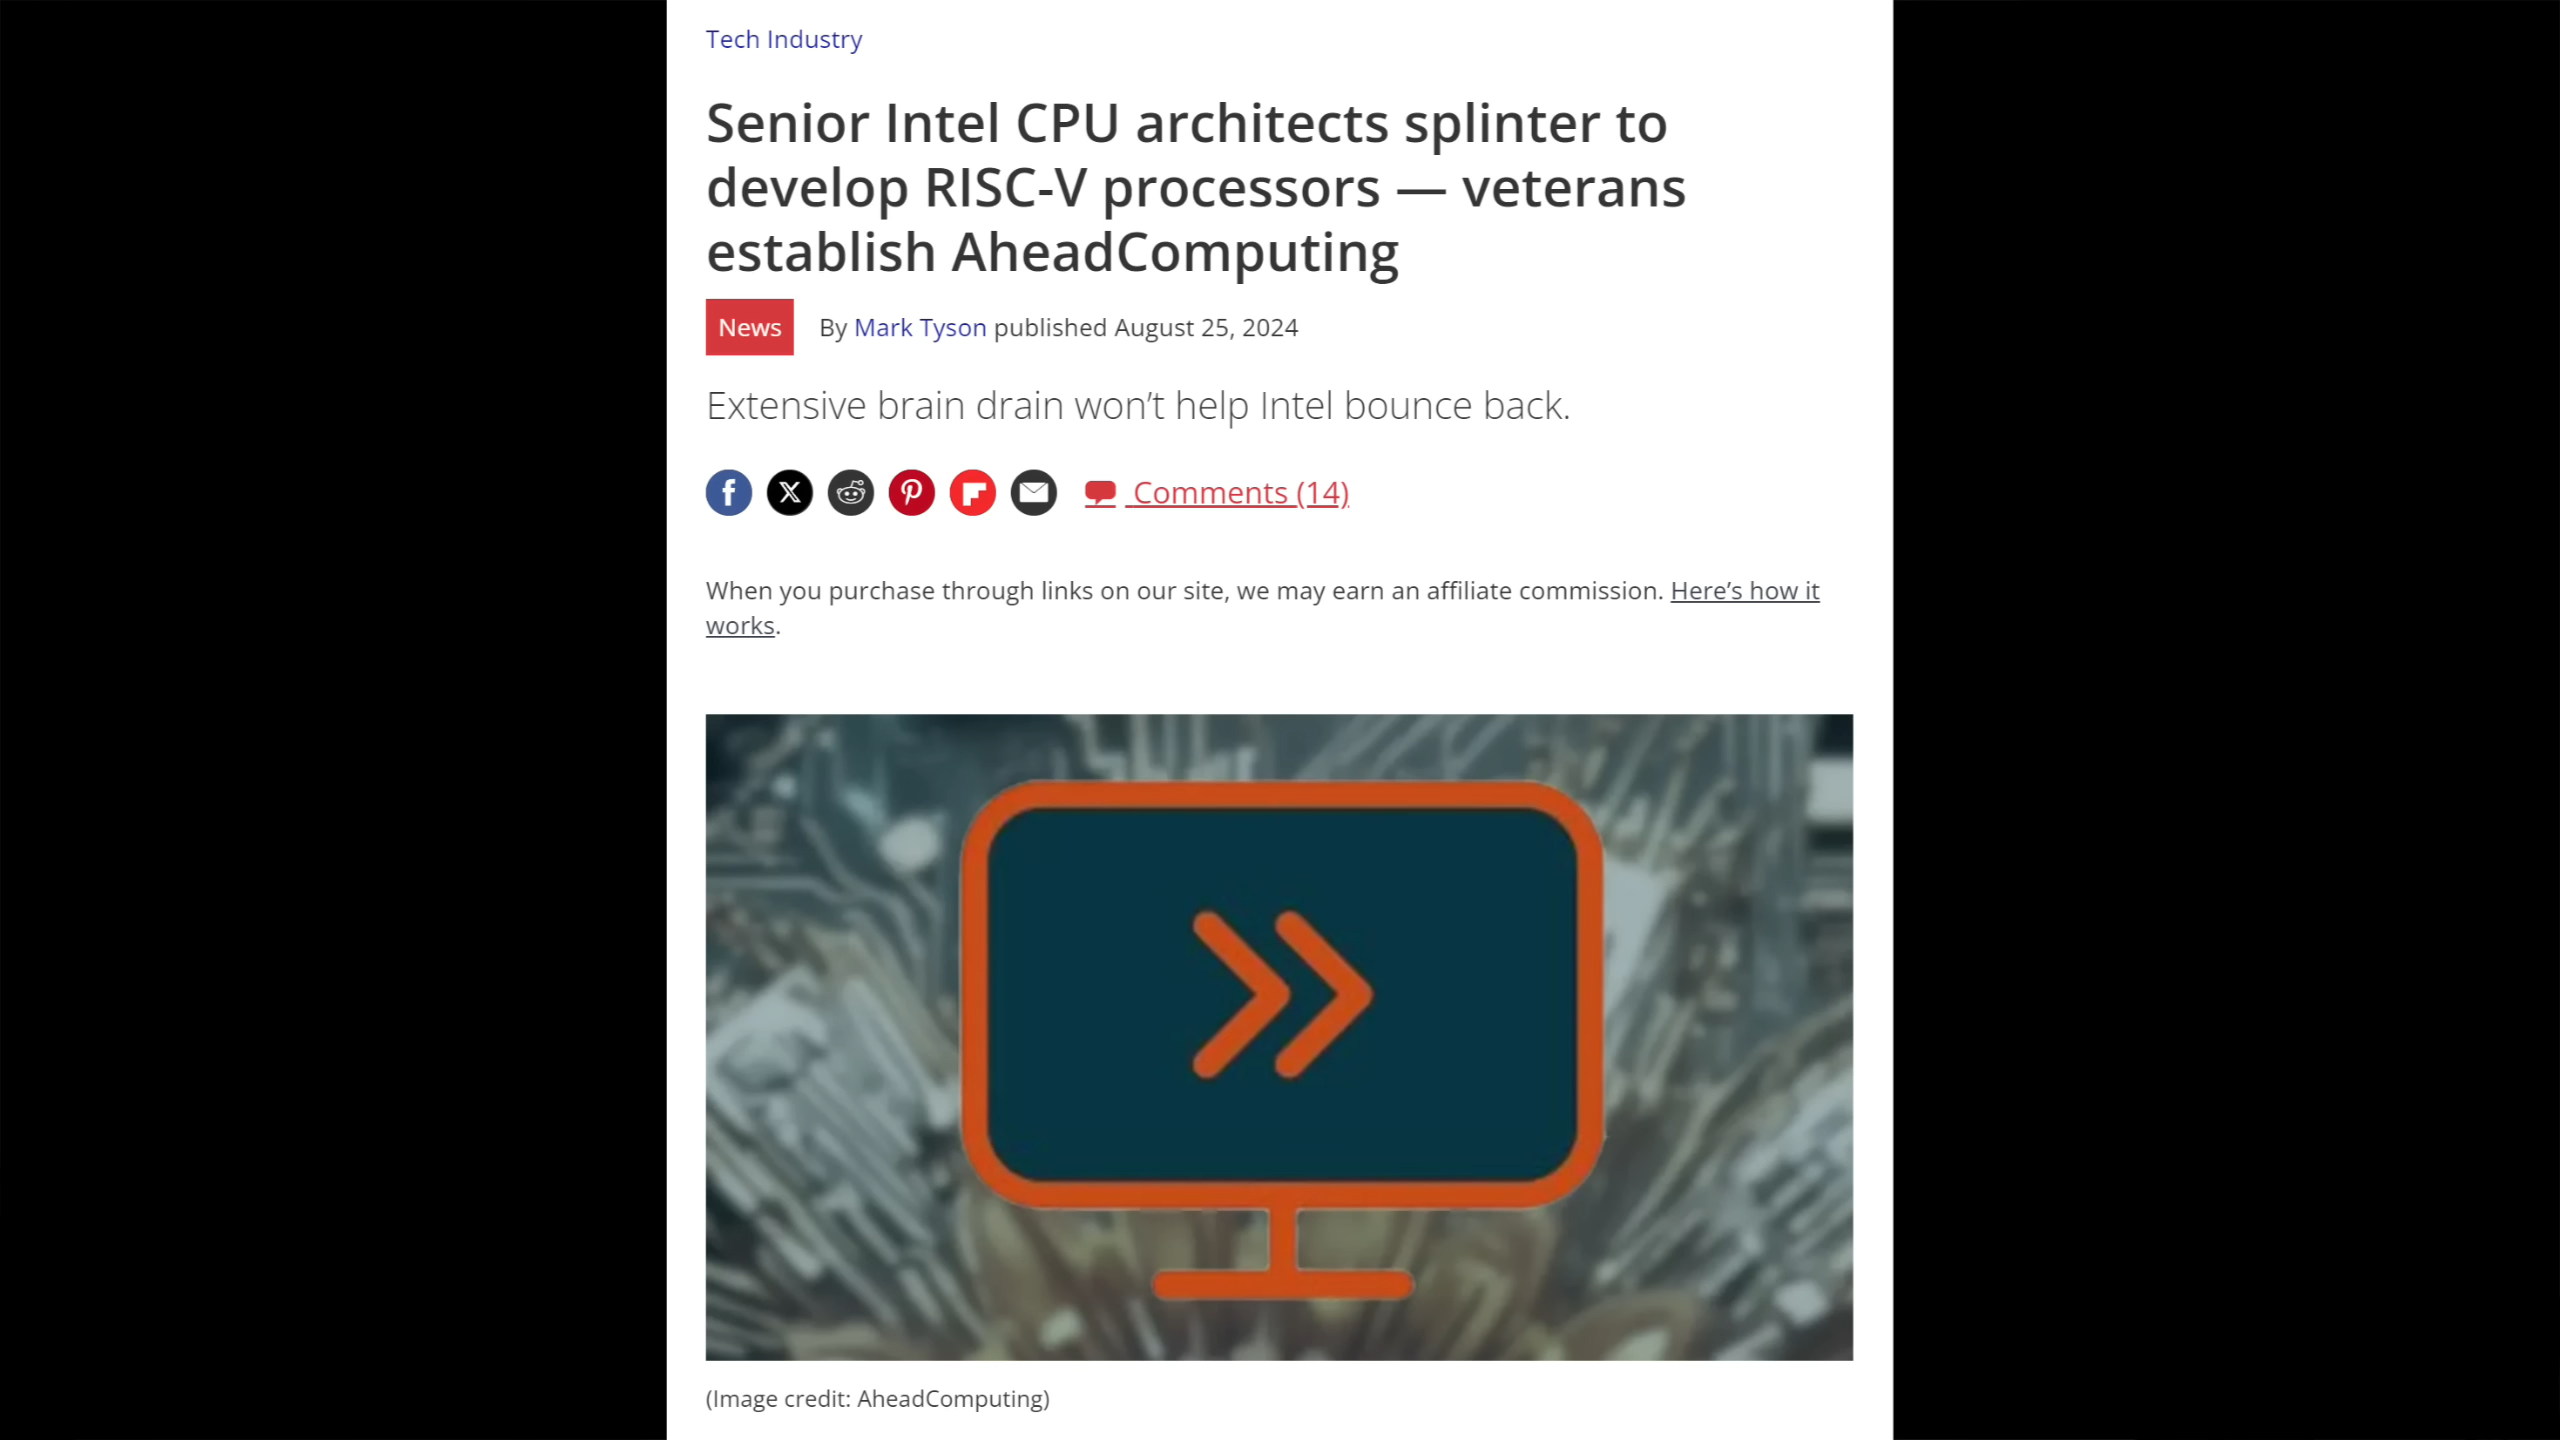 Tech Industry
Senior Intel CPU architects splinter to
develop RISC-V processors — veterans
establish AheadComputing
News By Mark Tyson published August 25, 2024
Extensive brain drain won’t help Intel bounce back.
Comments (14)
When you purchase through links on our site, we may earn an affiliate commission. Here’s how it
works.
(Image credit: AheadComputing)